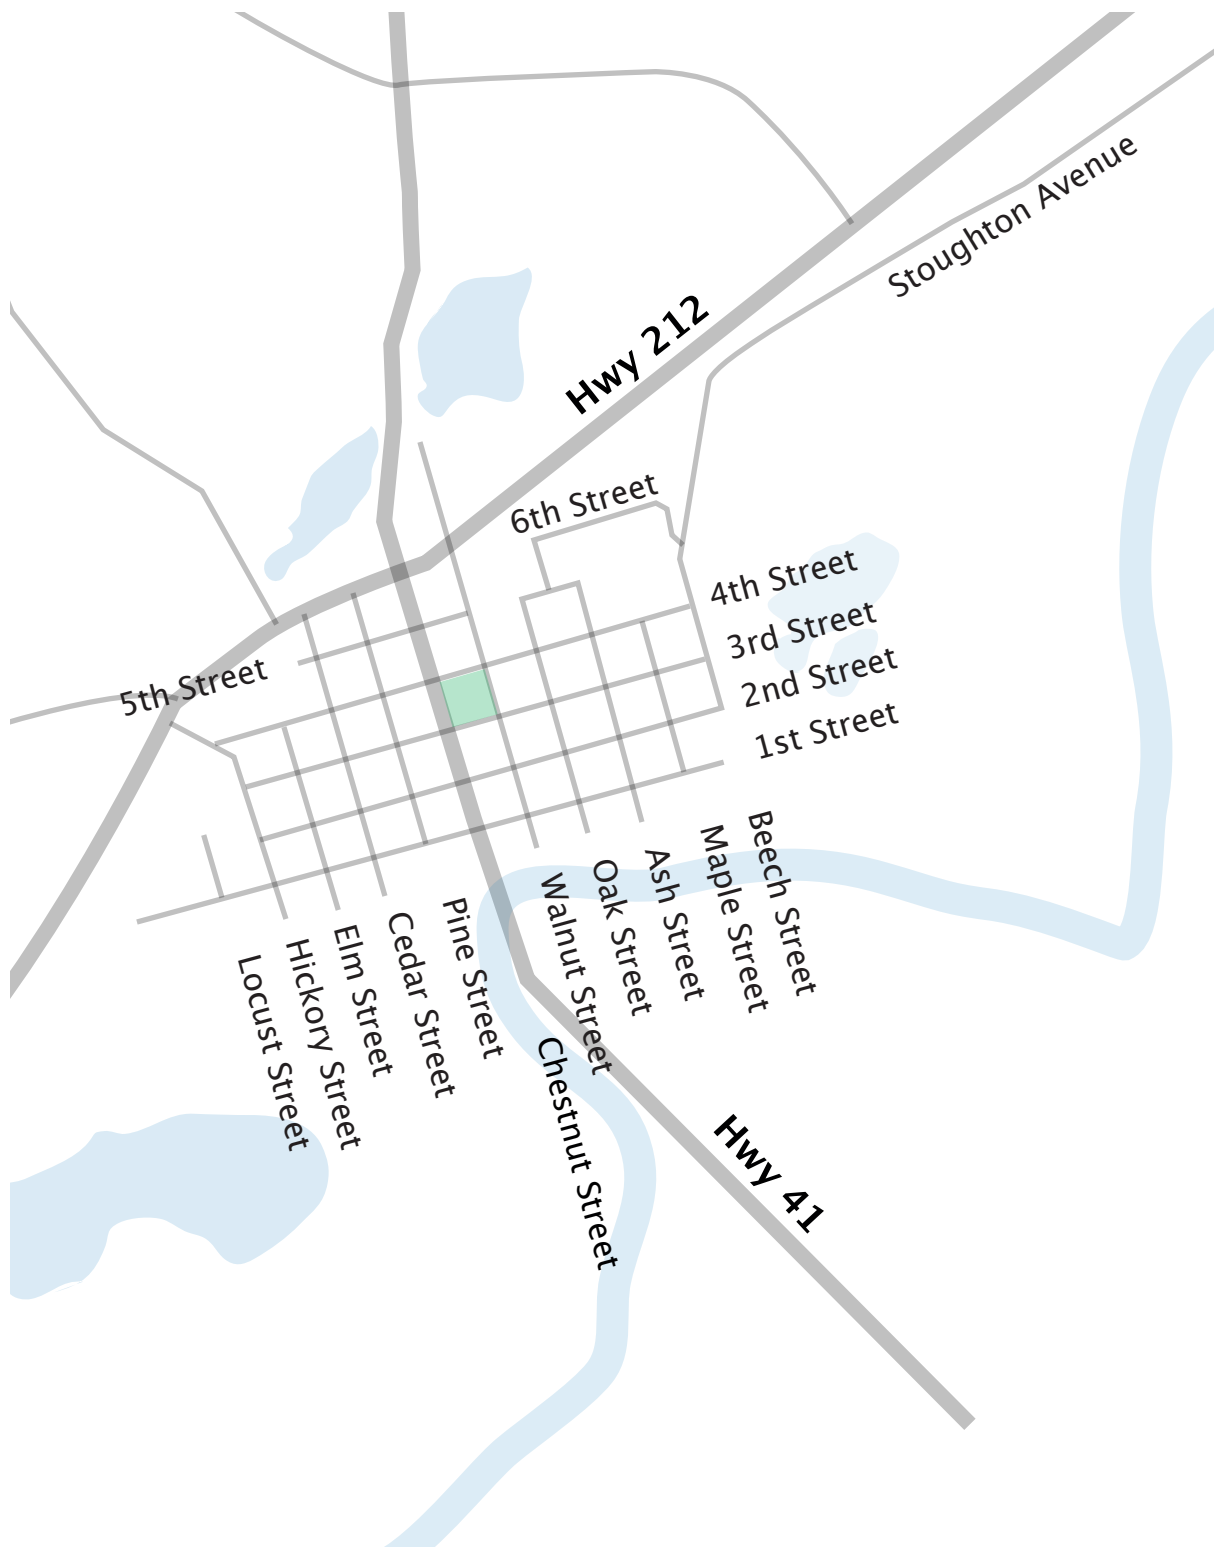 Stoughton Avenue
Hwy 212
6th Street
4th Street
3rd Street
5th Street
2nd Street
1st Street
Beech Street
Maple Street
Ash Street
Oak Street
Walnut Street
Pine Street
Cedar Street
Elm Street
Hickory Street
Locust Street
Chestnut Street
Hwy 41